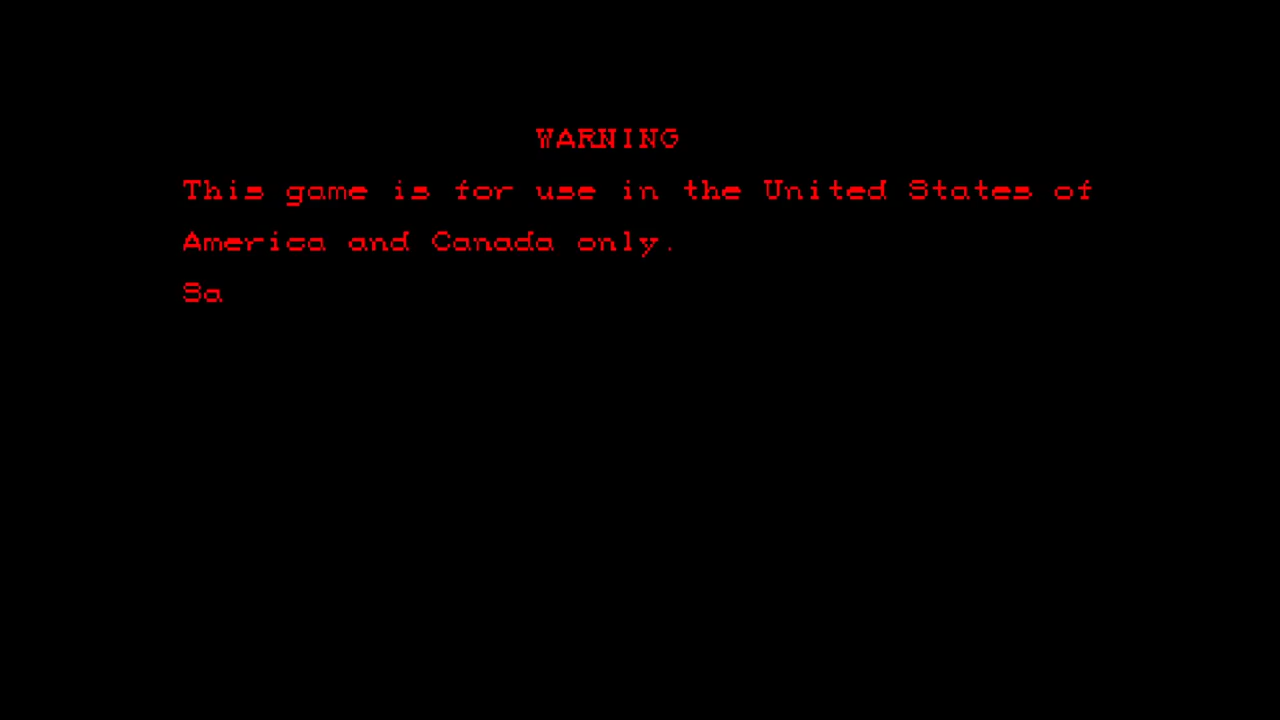 WARNING
This game is for use in the United States of
America and Canada only.
Sa